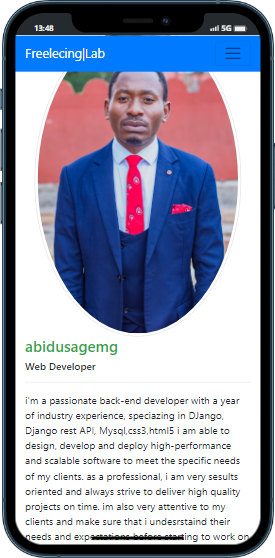 13:48
5G
Freelecing|Lab
abidusagemg
Web Developer
i'm a passionate back-end developer with a year
of industry experience, speciazing in DJango,
Django rest API, Mysql,css3,html5 i am able to
design, develop and deploy high-performance
and scalable software to meet the specific needs
of my clients. as a professional, i am very sesults
oriented and always strive to deliver high quality
projects on time. im also very attentive to my
clients and make sure that i undesrstaid their
needs and expectations before starting to work on